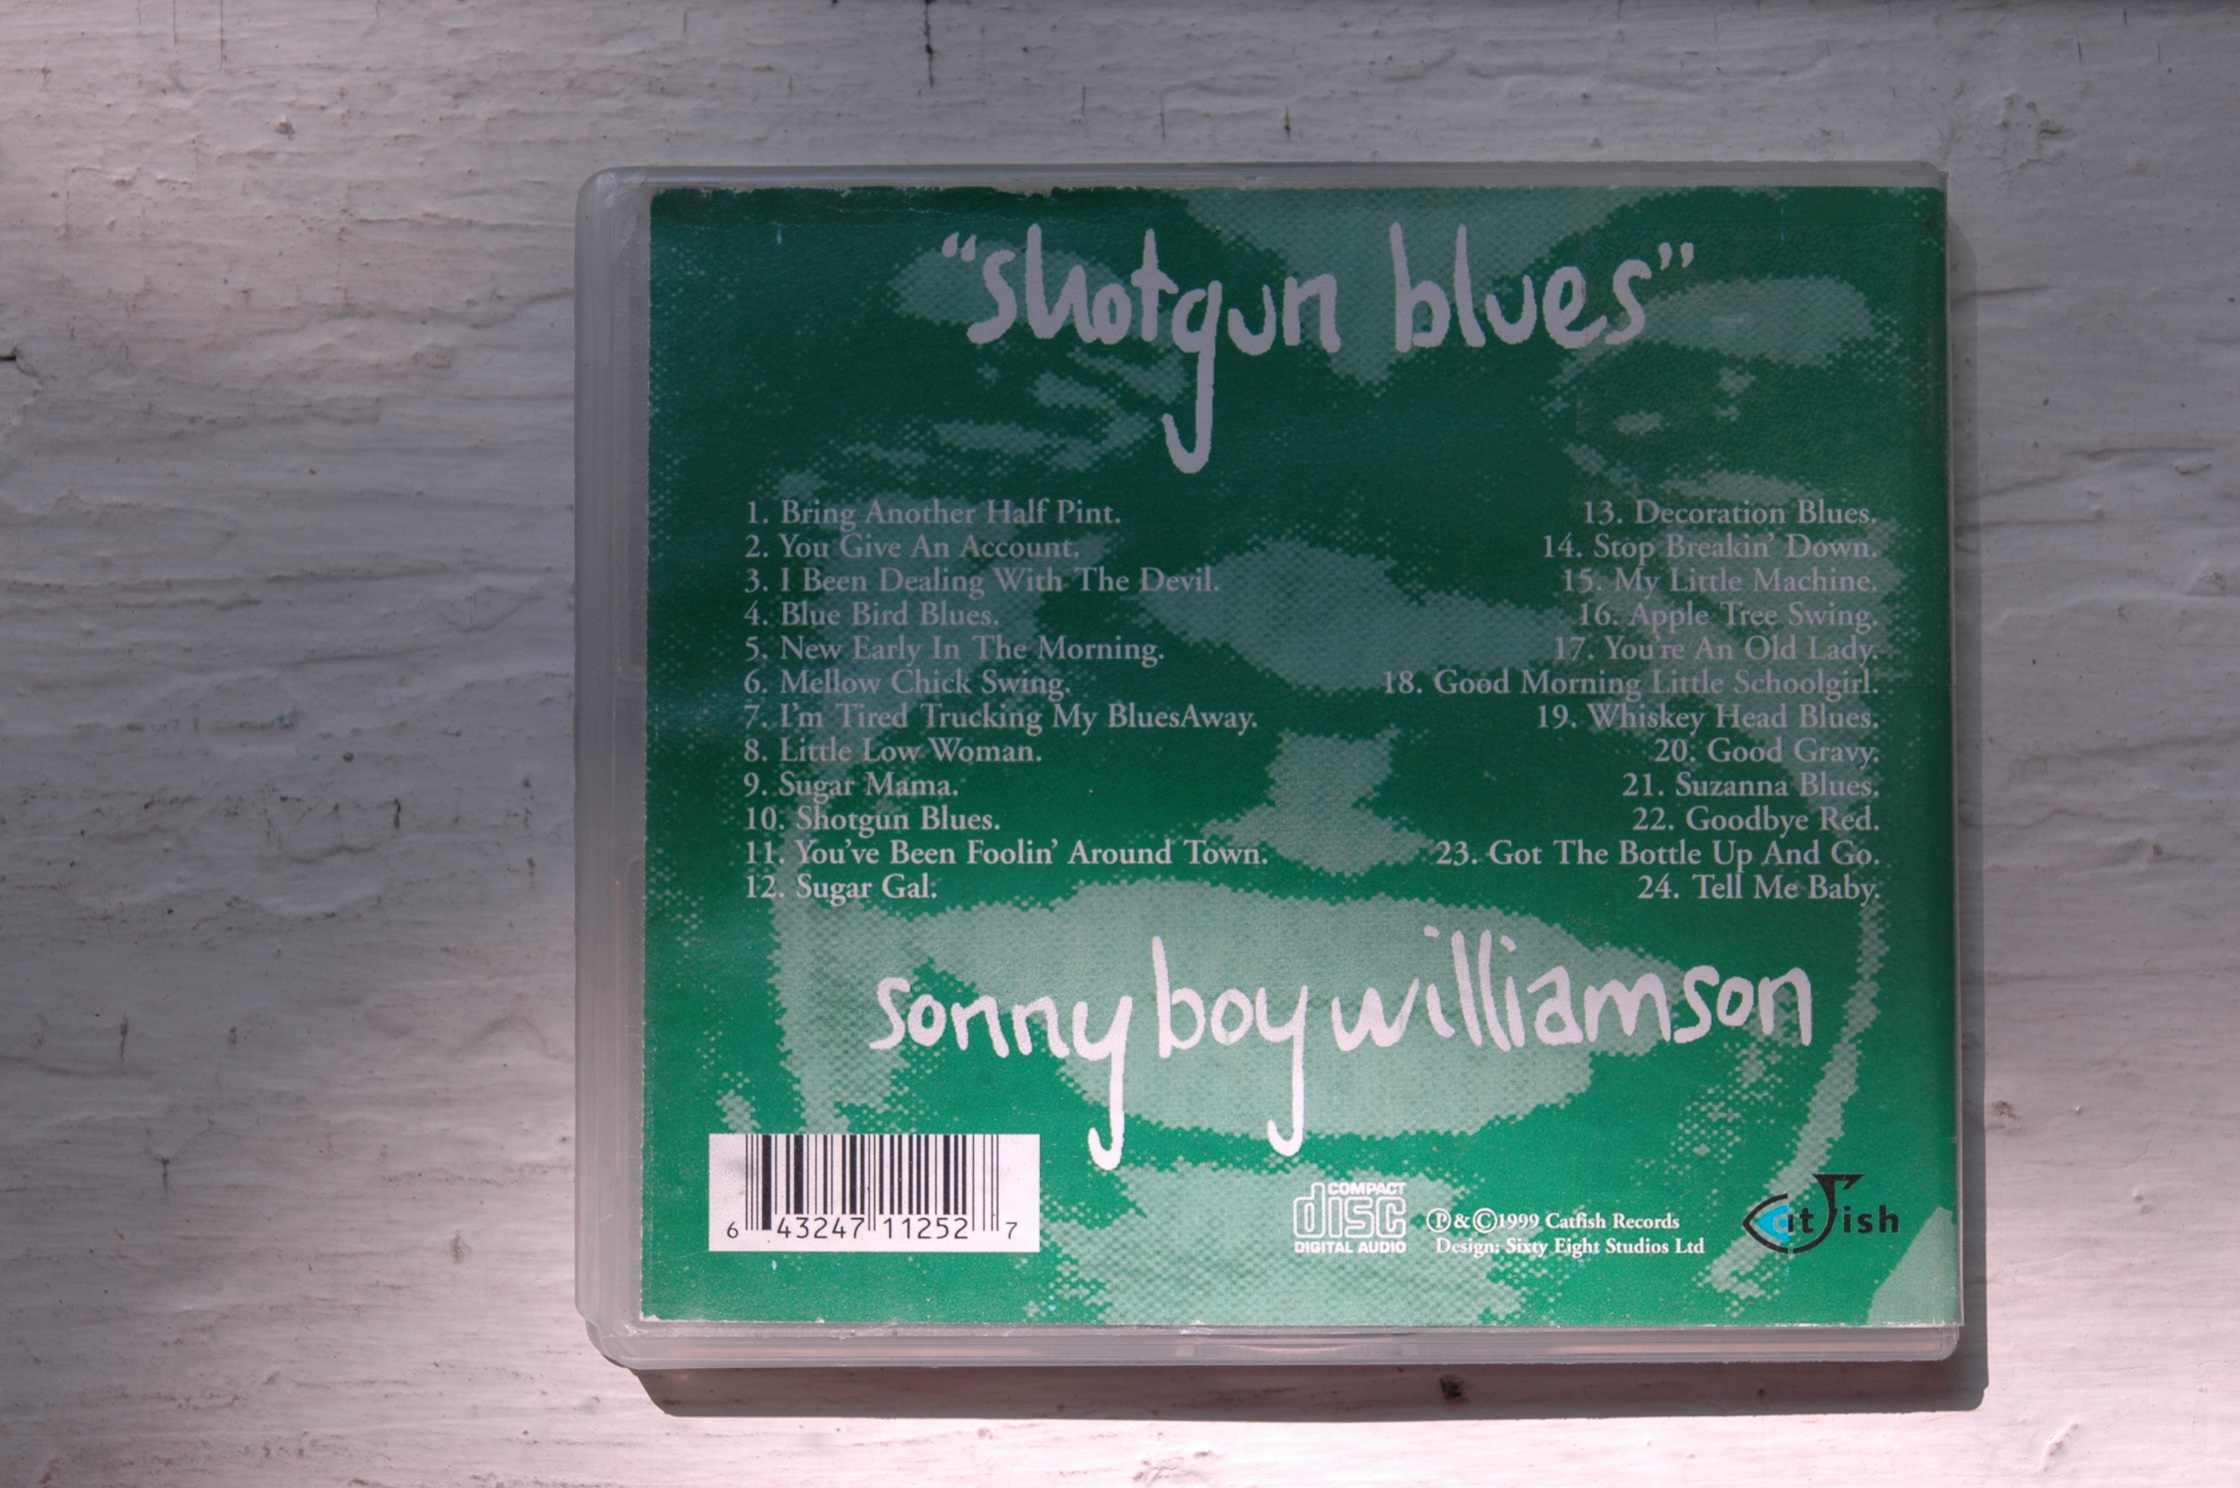 “shotgun blues”
1. Bring Another Half Pint.
2. You Give An Account.
3. I Been Dealing With The Devil.
4. Blue Bird Blues.
5. New Early In The Morning.
6. Mellow Chick Swing.
7. I’m Tired Trucking My BluesAway.
8. Little Low Woman.
9. Sugar Mama.
10. Shotgun Blues.
11. You’ve Been Foolin’ Around Town.
12. Sugar Gal.
13. Decoration Blues.
14. Stop Breakin’ Down.
15. My Little Machine.
16. Apple Tree Swing.
17. You’re An Old Lady.
18. Good Morning Little Schoolgirl.
19. Whiskey Head Blues.
20. Good Gravy.
21. Suzanna Blues.
22. Goodbye Red.
23. Got The Bottle Up And Go.
24. Tell Me Baby.
sonny boy williamson
6 43247 11252 7
COMPACT
disc
DIGITAL AUDIO
Ⓟ&©1999 Catfish Records
Design: Sixty Eight Studios Ltd
Catfish